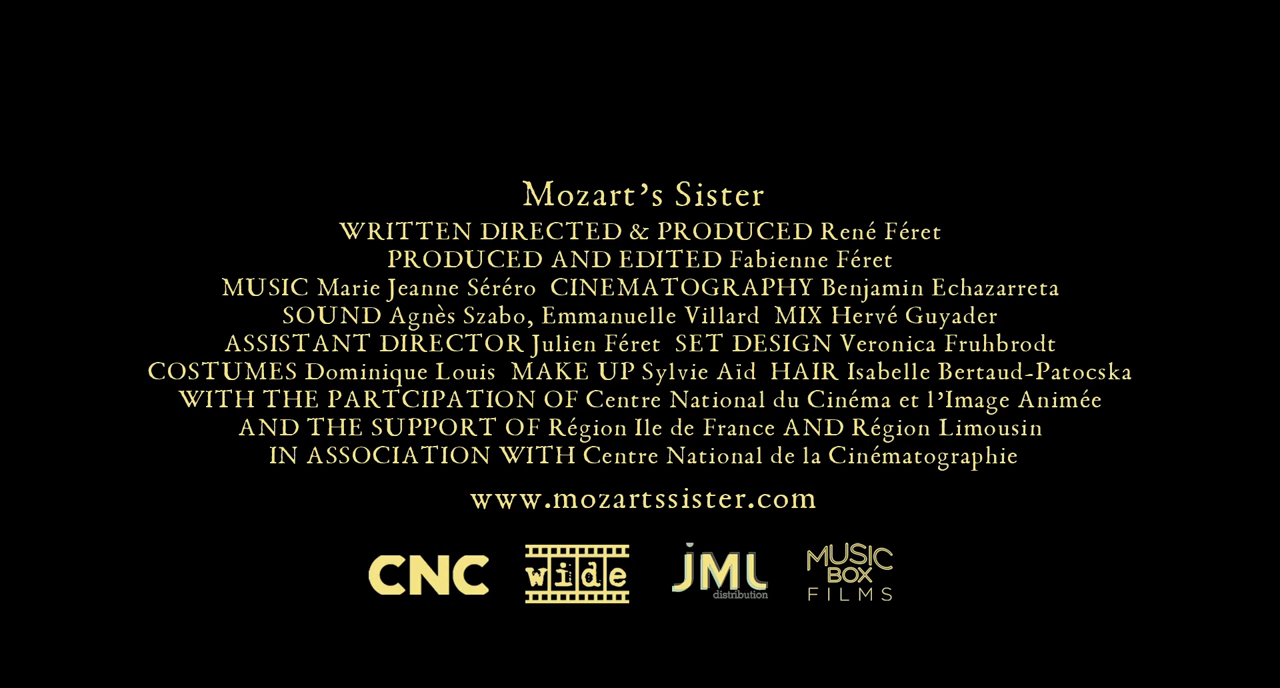 Mozart's Sister
WRITTEN DIRECTED & PRODUCED René Féret
PRODUCED AND EDITED Fabienne Féret
MUSIC Marie Jeanne Séréro CINEMATOGRAPHY Benjamin Echazarreta
SOUND Agnès Szabo, Emmanuelle Villard MIX Hervé Guyader
ASSISTANT DIRECTOR Julien Féret SET DESIGN Veronica Fruhbrodt
COSTUMES Dominique Louis MAKE UP Sylvie Aïd HAIR Isabelle Bertaud-Patocska
WITH THE PARTCIPATION OF Centre National du Cinéma et l'Image Animée
AND THE SUPPORT OF Région Ile de France AND Région Limousin
IN ASSOCIATION WITH Centre National de la Cinématographie
www.mozartssister.com
CNC
wide
JML
distribution
MUSIC
BOX
FILMS